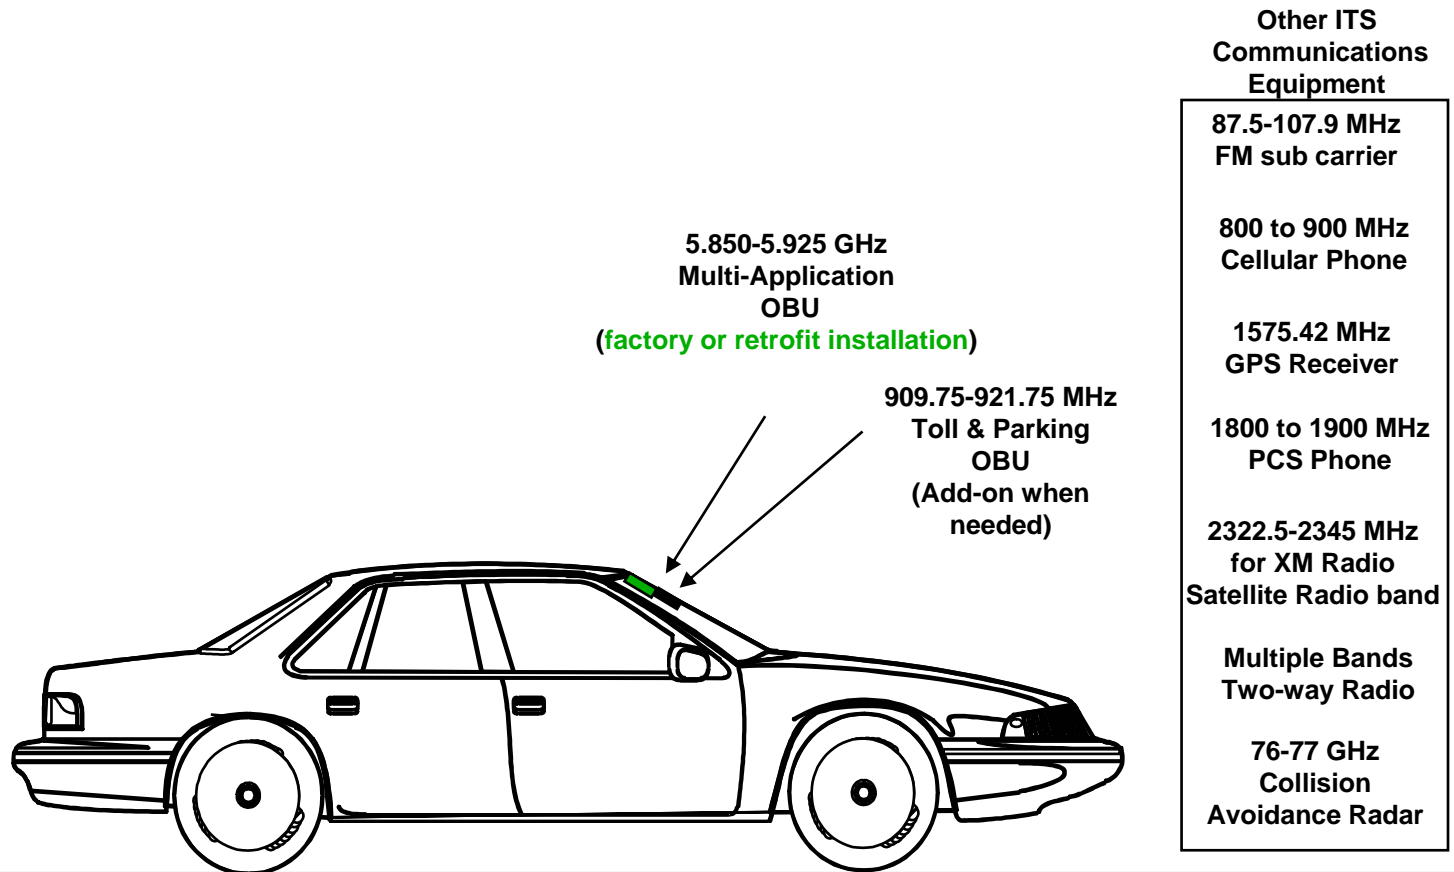 Other ITS
Communications
Equipment
87.5-107.9 MHz
FM sub carrier
800 to 900 MHz
Cellular Phone
1575.42 MHz
GPS Receiver
1800 to 1900 MHz
PCS Phone
2322.5-2345 MHz
for XM Radio
Satellite Radio band
Multiple Bands
Two-way Radio
76-77 GHz
Collision
Avoidance Radar
5.850-5.925 GHz
Multi-Application
OBU
(factory or retrofit installation)
909.75-921.75 MHz
Toll & Parking
OBU
(Add-on when
needed)